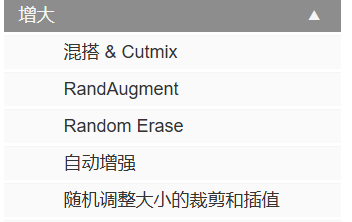 增大
混搭 & Cutmix
RandAugment
Random Erase
自动增强
随机调整大小的裁剪和插值